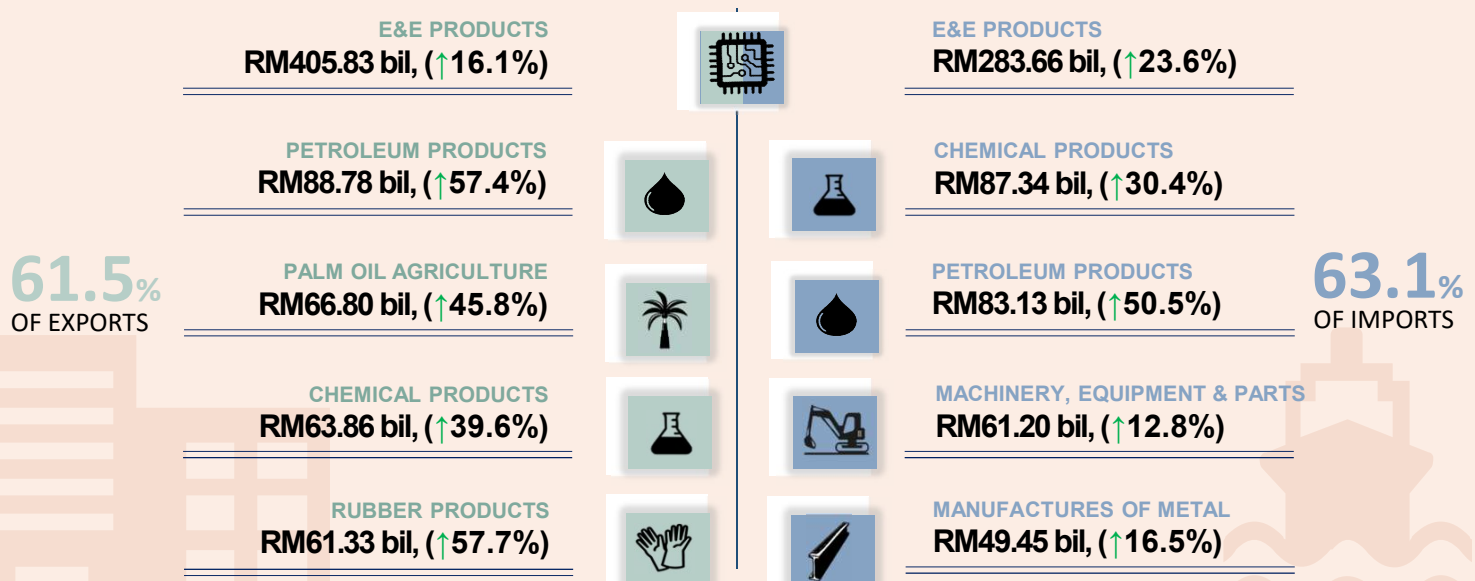 61.5%
OF EXPORTS
E&E PRODUCTS
RM405.83 bil, (↑16.1%)
PETROLEUM PRODUCTS
RM88.78 bil, (↑57.4%)
PALM OIL AGRICULTURE
RM66.80 bil, (↑45.8%)
CHEMICAL PRODUCTS
RM63.86 bil, (↑39.6%)
RUBBER PRODUCTS
RM61.33 bil, (↑57.7%)
E&E PRODUCTS
RM283.66 bil, (↑23.6%)
CHEMICAL PRODUCTS
RM87.34 bil, (↑30.4%)
PETROLEUM PRODUCTS
RM83.13 bil, (↑50.5%)
MACHINERY, EQUIPMENT & PARTS
RM61.20 bil, (↑12.8%)
MANUFACTURES OF METAL
RM49.45 bil, (↑16.5%)
63.1%
OF IMPORTS